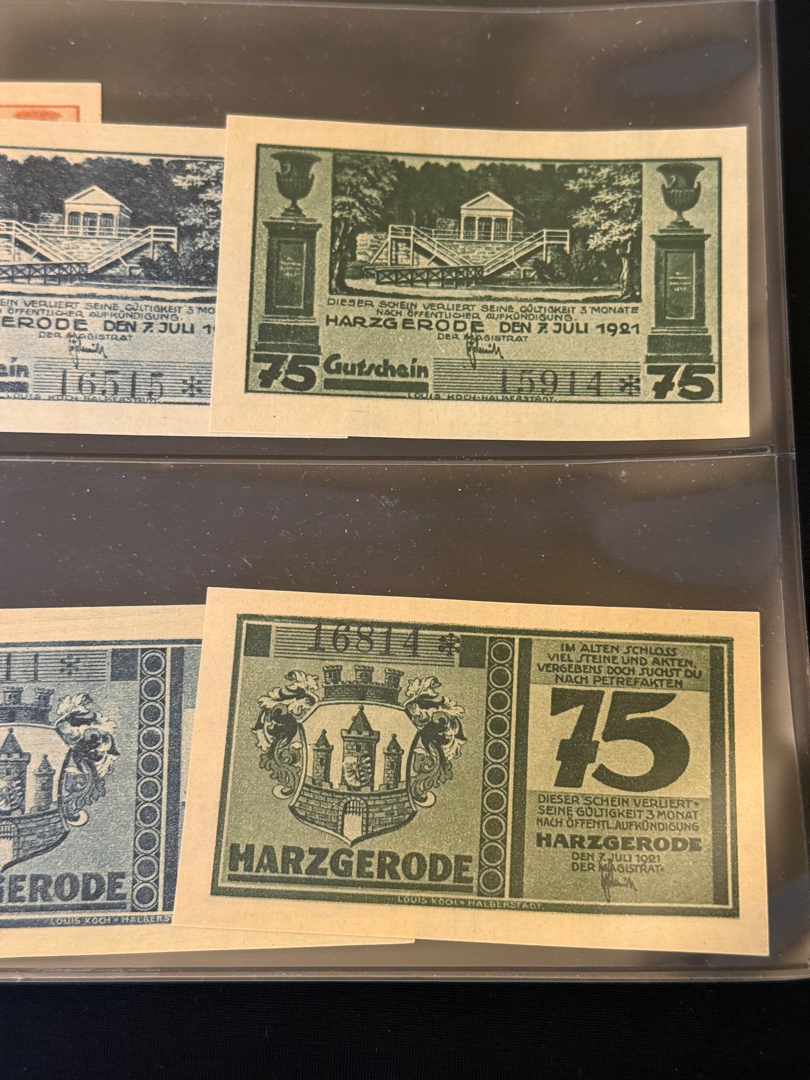 EIN VERLIERT SEINE GÜLTIGKEIT 3 MO
ÖFFENTLICHER AUFKÜNDIGUNG.
ERODE DEN 7. JULI 1
DER MAGISTRAT
ein 16515 *
LOUIS KOCH HALBERSTADT.
DIESER SCHEIN VERLIERT SEINE GÜLTIGKEIT 3 MONATE
NACH ÖFFENTLICHER AUFKÜNDIGUNG.
HARZGERODE DEN 7. JULI 1921
DER MAGISTRAT
75 Gutschein 15914 * 75
LOUIS KOCH-HALBERSTADT.
11 *
GERODE
LOUIS KOCH * HALBERS
16814 *
HARZGERODE
IM ALTEN SCHLOSS
VIEL STEINE UND AKTEN,
VERGEBENS DOCH SUCHST DU
NACH PETREFAKTEN
75
DIESER SCHEIN VERLIERT
SEINE GÜLTIGKEIT 3 MONAT
NACH ÖFFENTL. AUFKÜNDIGUNG
HARZGERODE
DEN 7. JULI 1921
DER MAGISTRAT
LOUIS KOCH * HALBERSTADT.